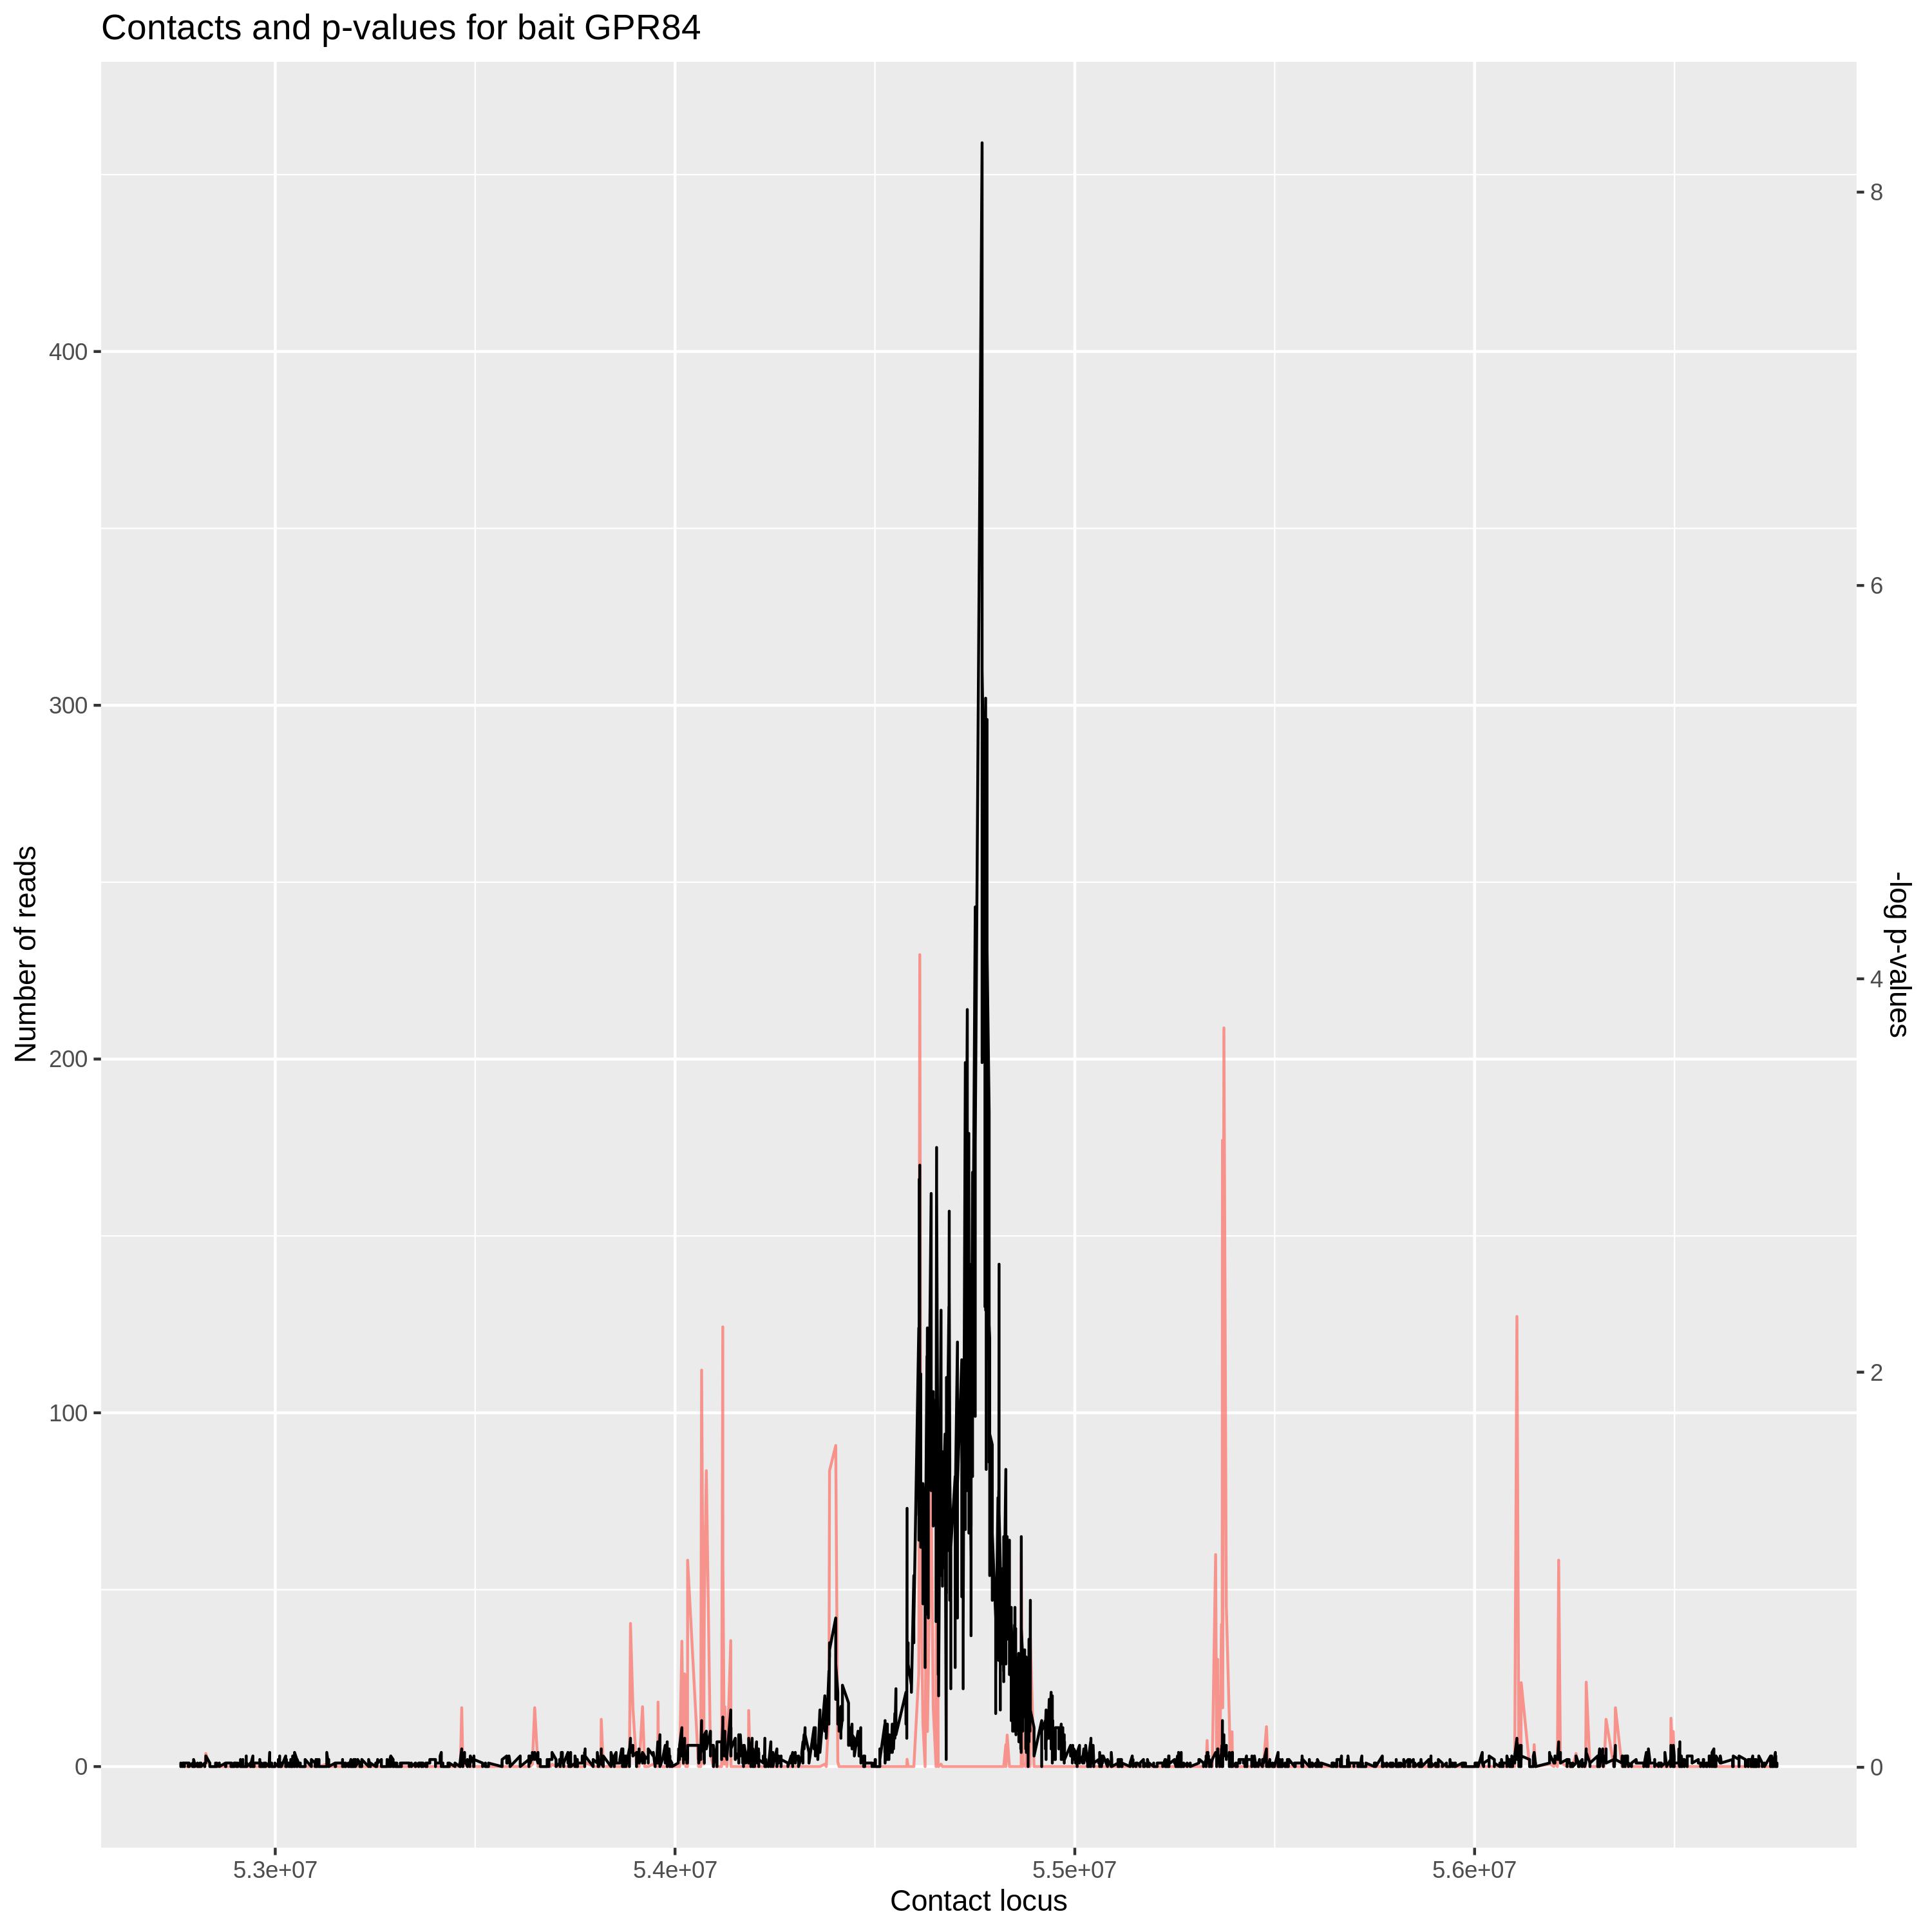 Contacts and p-values for bait GPR84
400
300
200
100
0
Number of reads
8
6
4
2
0
-log p-values
5.3e+07
5.4e+07
5.5e+07
5.6e+07
Contact locus